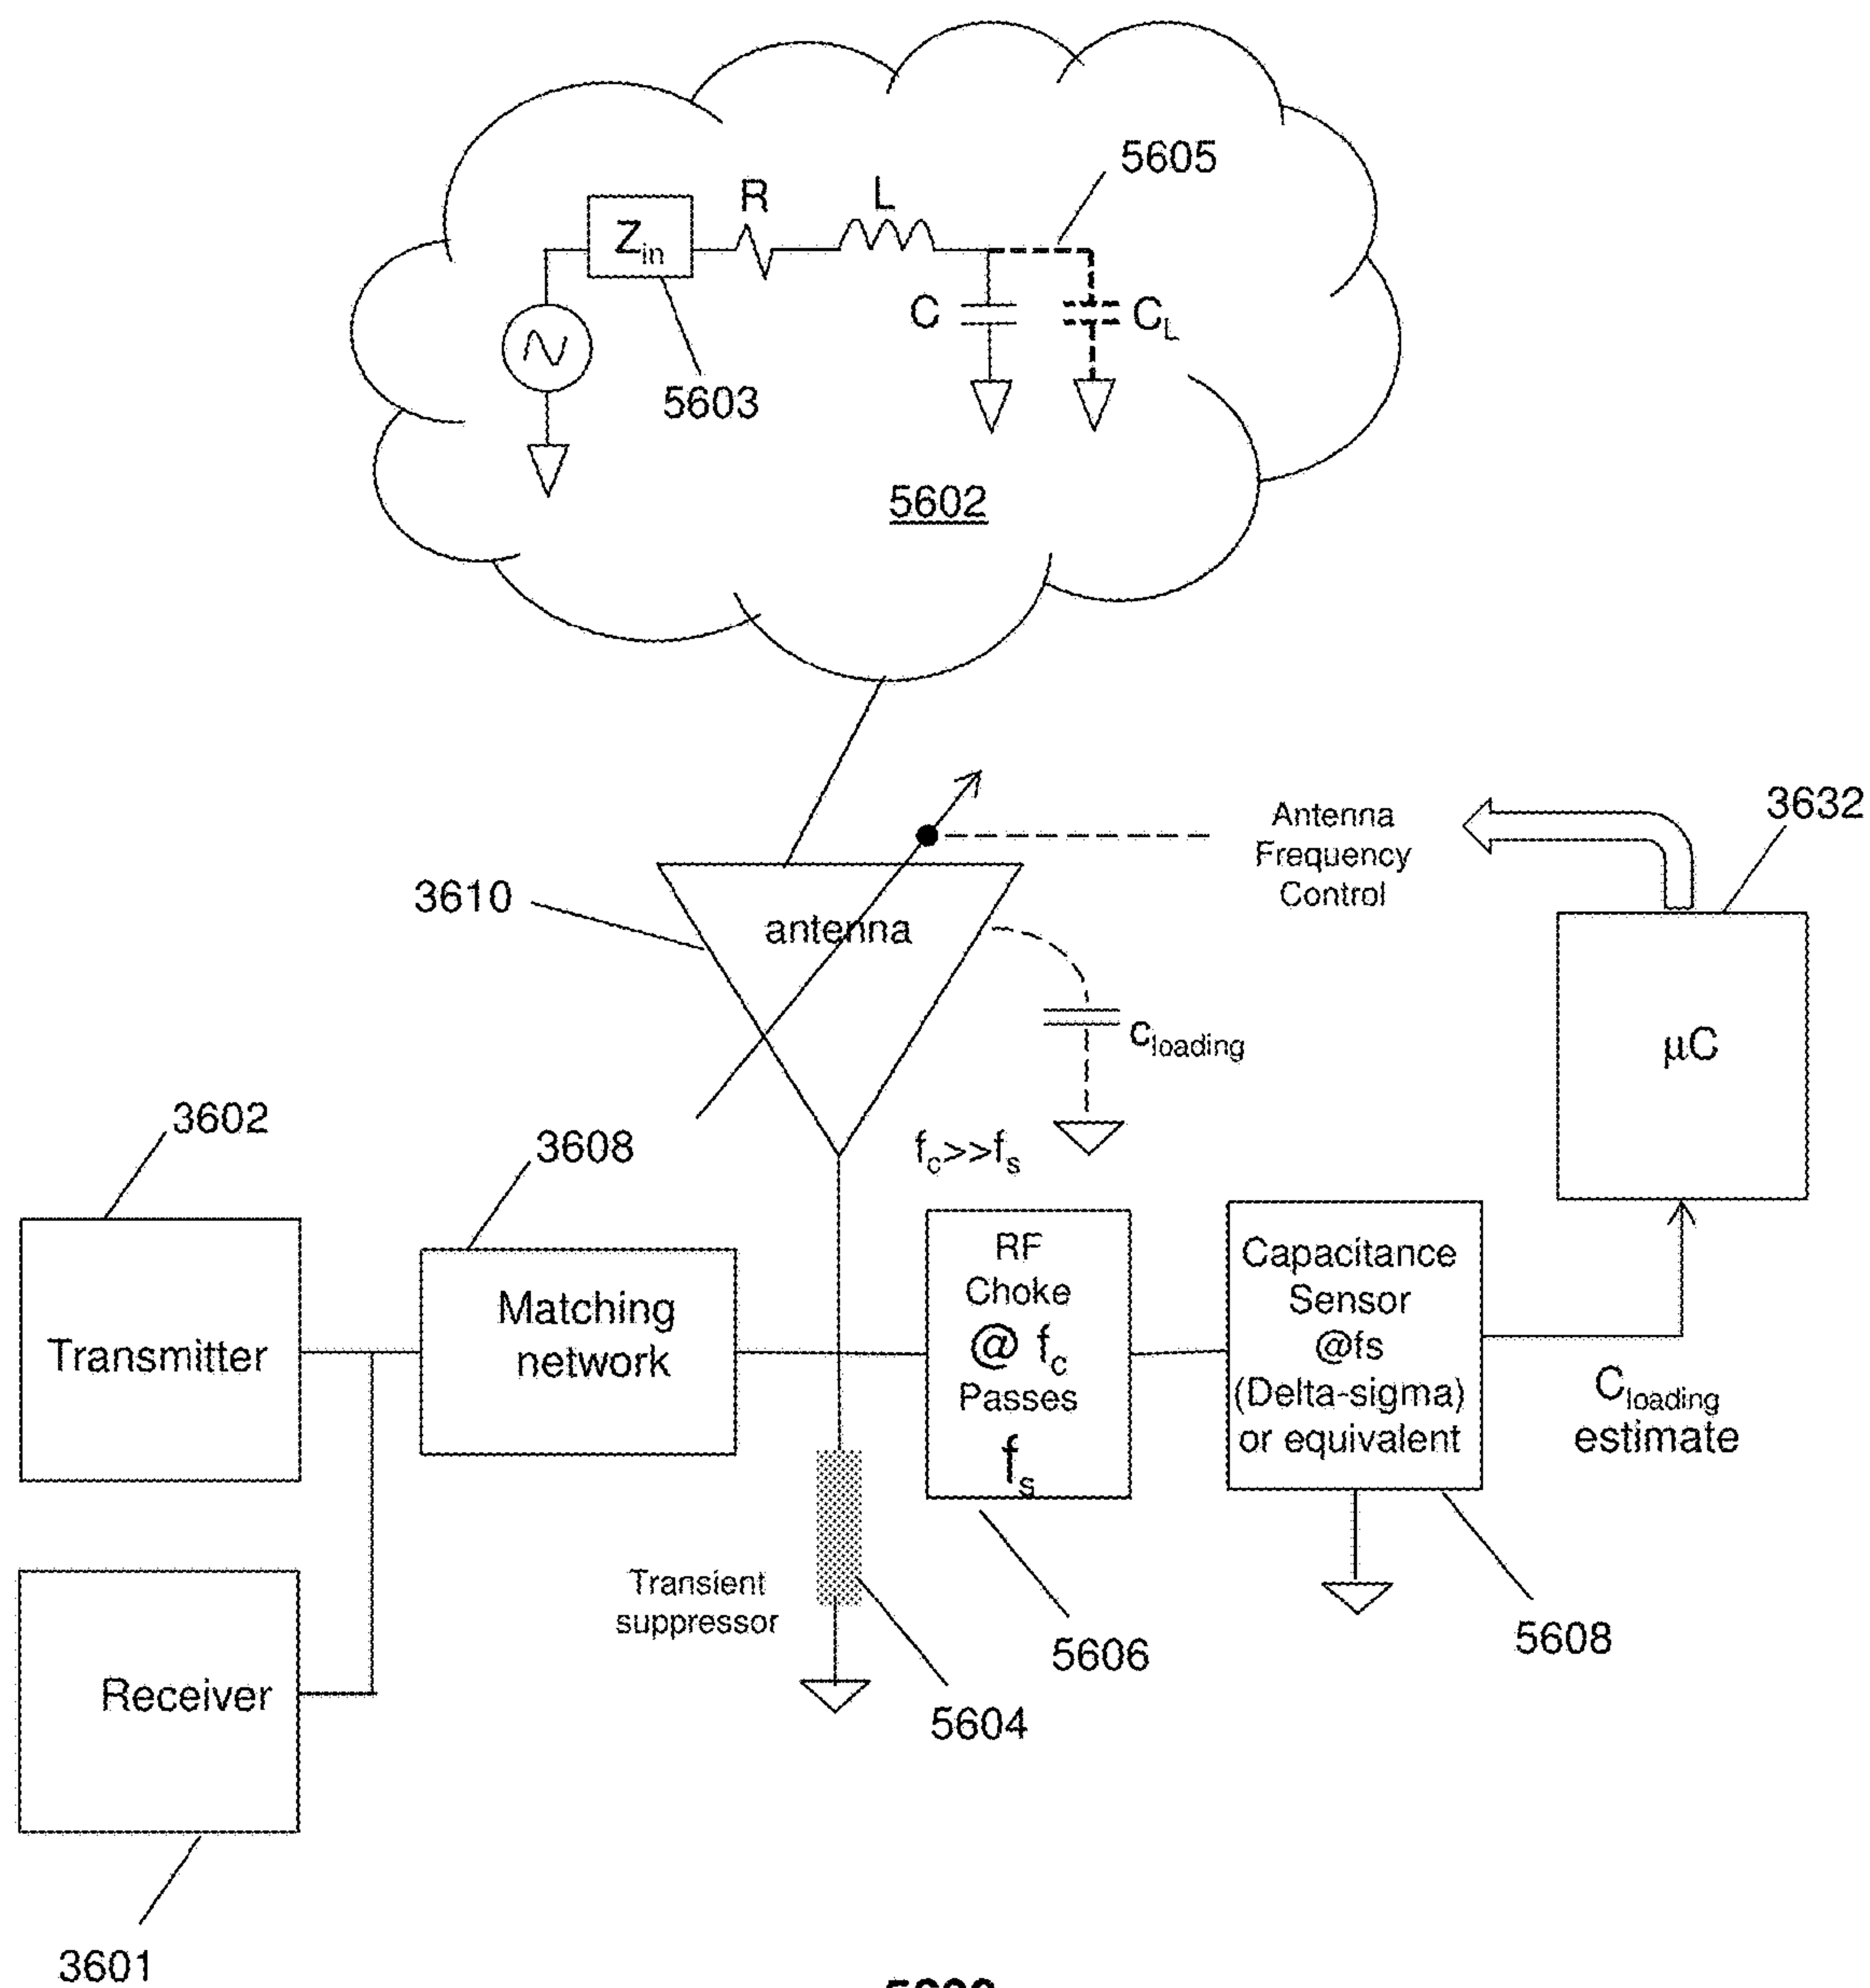 5605
R
L
Zin
C
CL
5603
5602
3632
Antenna
Frequency
Control
3610
antenna
µC
Cloading
3602
3608
fc>>fs
RF
Choke
@ fc
Passes
fs
Capacitance
Sensor
@fs
(Delta-sigma)
or equivalent
Matching
network
Transmitter
Cloading
estimate
Transient
suppressor
5606
5608
Receiver
5604
3601